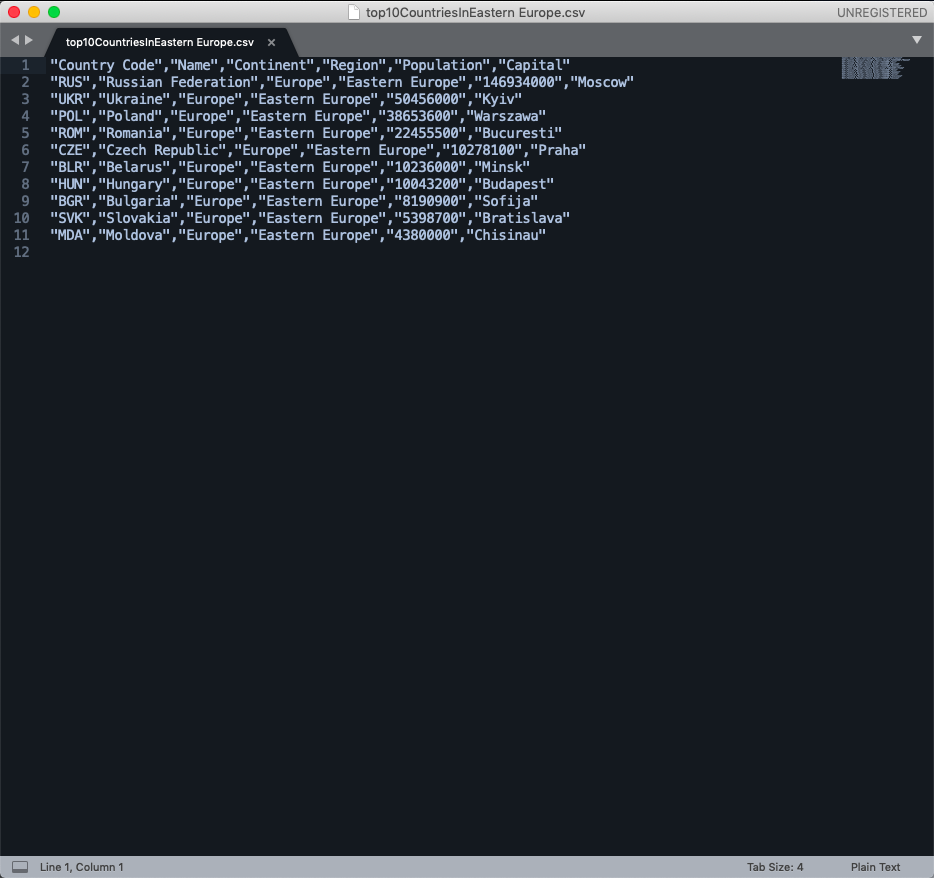 top10CountriesInEastern Europe.csv
UNREGISTERED
top10CountriesInEastern Europe.csv ×
1 "Country Code","Name","Continent","Region","Population","Capital"
2 "RUS","Russian Federation","Europe","Eastern Europe","146934000","Moscow"
3 "UKR","Ukraine","Europe","Eastern Europe","50456000","Kyiv"
4 "POL","Poland","Europe","Eastern Europe","38653600","Warszawa"
5 "ROM","Romania","Europe","Eastern Europe","22455500","Bucuresti"
6 "CZE","Czech Republic","Europe","Eastern Europe","10278100","Praha"
7 "BLR","Belarus","Europe","Eastern Europe","10236000","Minsk"
8 "HUN","Hungary","Europe","Eastern Europe","10043200","Budapest"
9 "BGR","Bulgaria","Europe","Eastern Europe","8190900","Sofija"
10 "SVK","Slovakia","Europe","Eastern Europe","5398700","Bratislava"
11 "MDA","Moldova","Europe","Eastern Europe","4380000","Chisinau"
12
Line 1, Column 1
Tab Size: 4
Plain Text